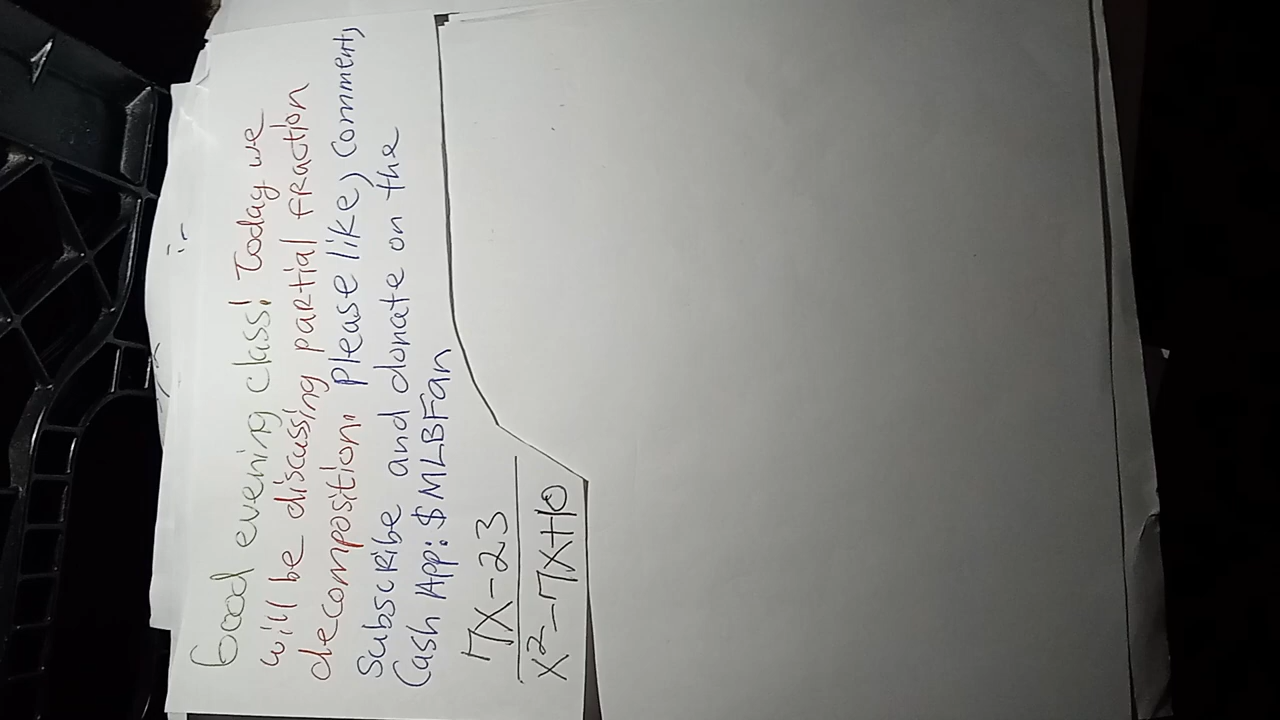 Good evening class! Today we
will be discussing partial fraction
decomposition. Please like, comment,
Subscribe and donate on the
Cash App: $MLBFan
7x-23
x²-7x+10